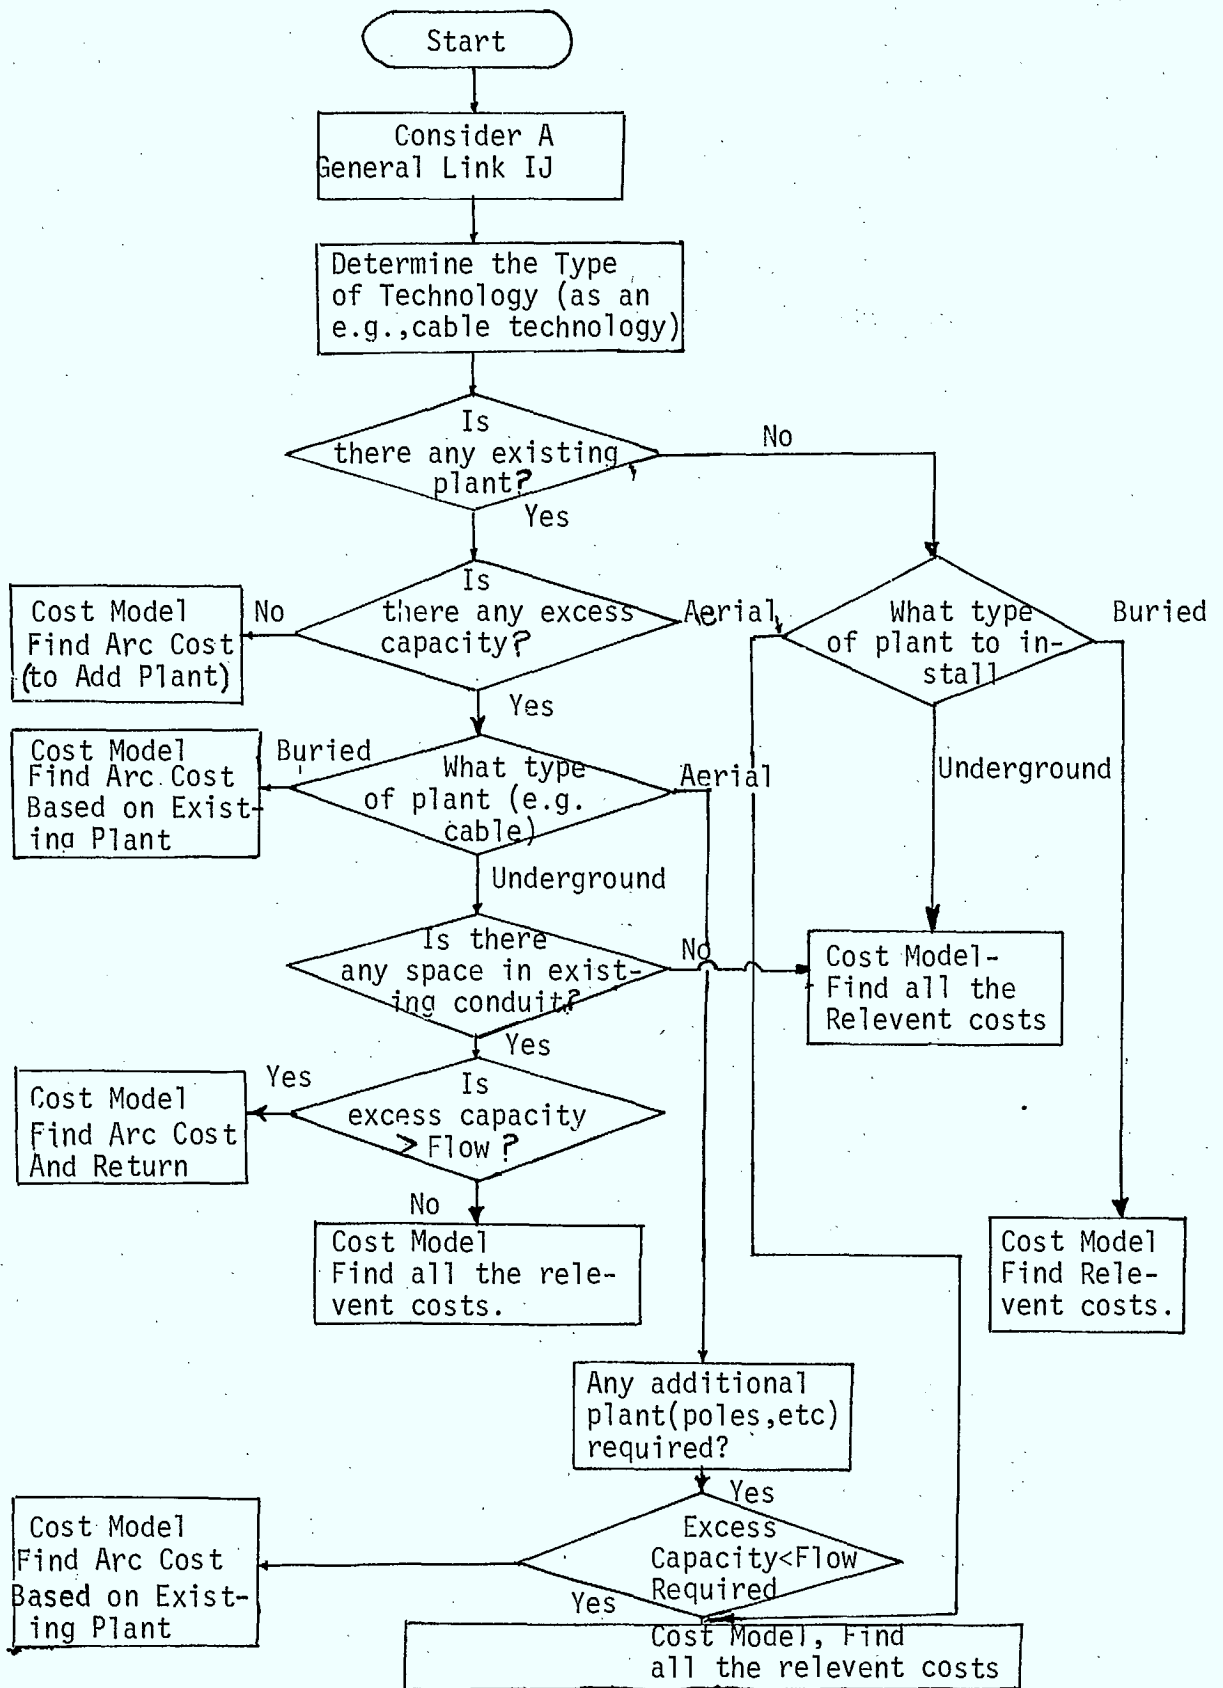 Start
Consider A
General Link IJ
Determine the Type
of Technology (as an
e.g.,cable technology)
Is
there any existing
plant?
No
Yes
Is
there any excess
capacity?
No
Cost Model
Find Arc Cost
(to Add Plant)
Yes
Aerial
What type
of plant to in-
stall
Buried
Underground
What type
of plant (e.g.
cable)
Buried
Cost Model
Find Arc Cost
Based on Exist-
ing Plant
Aerial
Underground
Is there
any space in exist-
ing conduit?
No
Cost Model-
Find all the
Relevent costs
Yes
Is
excess capacity
> Flow ?
Yes
Cost Model
Find Arc Cost
And Return
No
Cost Model
Find all the rele-
vent costs.
Cost Model
Find Rele-
vent costs.
Any additional
plant(poles,etc)
required?
Yes
Excess
Capacity<Flow
Required
Cost Model
Find Arc Cost
Based on Exist-
ing Plant
Yes
Cost Model, Find
all the relevent costs